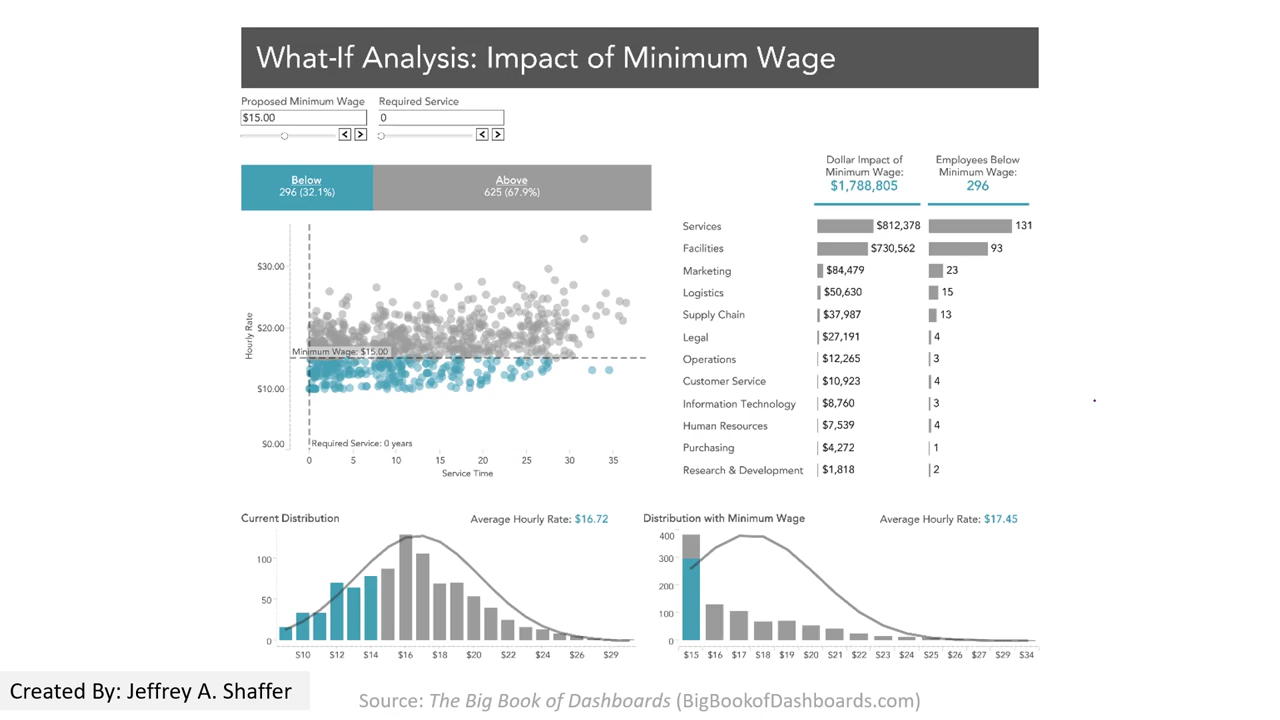 What-If Analysis: Impact of Minimum Wage
Proposed Minimum Wage
$15.00
Required Service
0
Below
296 (32.1%)
Above
625 (67.9%)
Dollar Impact of
Minimum Wage:
$1,788,805
Employees Below
Minimum Wage:
296
Services $812,378 131
Facilities $730,562 93
Marketing $84,479 23
Logistics $50,630 15
Supply Chain $37,987 13
Legal $27,191 4
Operations $12,265 3
Customer Service $10,923 4
Information Technology $8,760 3
Human Resources $7,539 4
Purchasing $4,272 1
Research & Development $1,818 2
Hourly Rate
$30.00
$20.00
Minimum Wage: $15.00
$10.00
$0.00
Required Service: 0 years
0 5 10 15 20 25 30 35
Service Time
Current Distribution
Average Hourly Rate: $16.72
100
50
0
$10 $12 $14 $16 $18 $20 $22 $24 $26 $29
Distribution with Minimum Wage
Average Hourly Rate: $17.45
400
300
200
100
0
$15 $16 $17 $18 $19 $20 $21 $22 $23 $24 $25 $26 $27 $29 $34
Created By: Jeffrey A. Shaffer
Source: The Big Book of Dashboards (BigBookofDashboards.com)